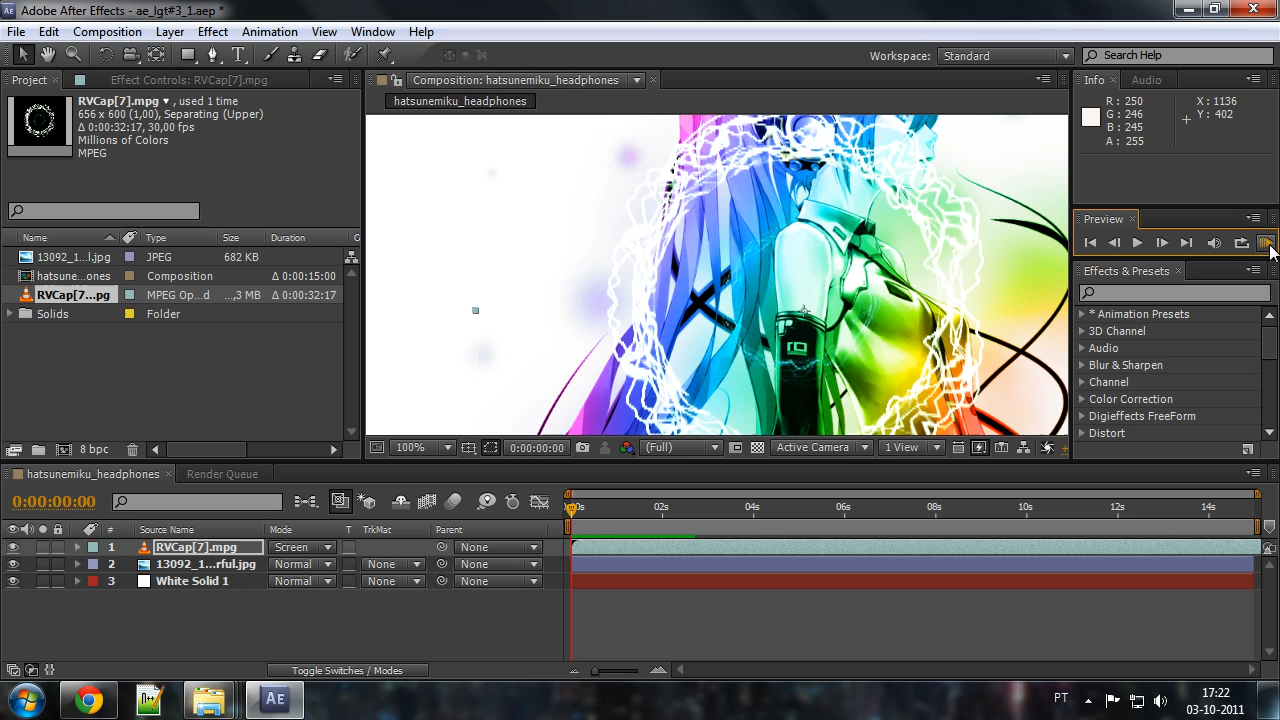 Adobe After Effects - ae_lgt#3_1.aep *
File Edit Composition Layer Effect Animation View Window Help
Workspace: Standard
Search Help
Project
Effect Controls: RVCap[7].mpg
RVCap[7].mpg ▾ , used 1 time
656 x 600 (1,00), Separating (Upper)
Δ 0:00:32:17, 30,00 fps
Millions of Colors
MPEG
Name Type Size Duration
13092_1...l.jpg JPEG 682 KB
hatsune...ones Composition Δ 0:00:15:00
RVCap[7...pg MPEG Op...d ...,3 MB Δ 0:00:32:17
Solids Folder
8 bpc
Composition: hatsunemiku_headphones
hatsunemiku_headphones
100% 0:00:00:00 (Full) Active Camera 1 View
Info Audio
R : 250 X : 1136
G : 246 Y : 402
B : 245
A : 255
Preview
Effects & Presets
* Animation Presets
3D Channel
Audio
Blur & Sharpen
Channel
Color Correction
Digieffects FreeForm
Distort
hatsunemiku_headphones
Render Queue
0:00:00:00
0s 02s 04s 06s 08s 10s 12s 14s
# Source Name Mode T TrkMat Parent
1 RVCap[7].mpg Screen None
2 13092_1...rful.jpg Normal None None
3 White Solid 1 Normal None None
Toggle Switches / Modes
AE
PT
17:22
03-10-2011